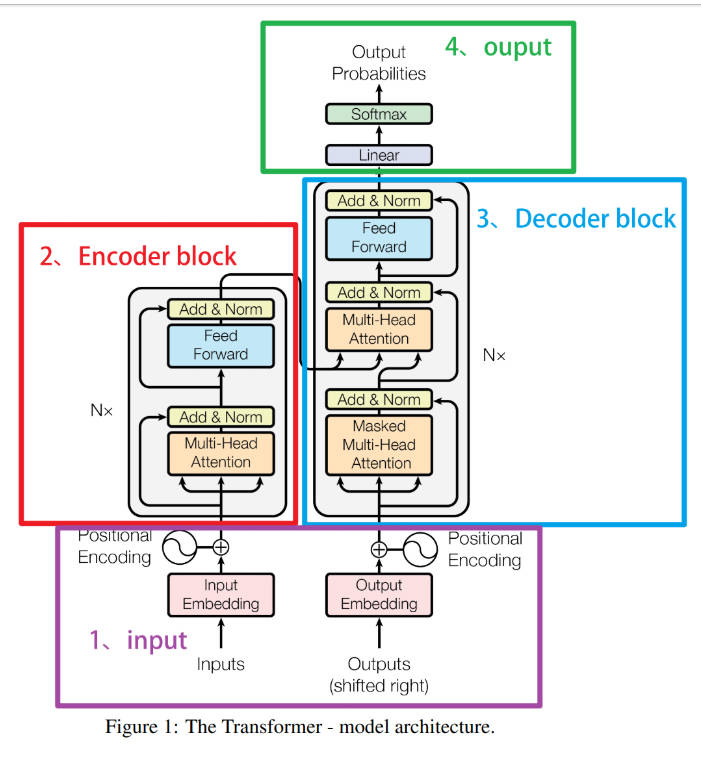 4、ouput
Output
Probabilities
Softmax
Linear
3、Decoder block
Add & Norm
Feed
Forward
Add & Norm
Multi-Head
Attention
Nx
Add & Norm
Masked
Multi-Head
Attention
2、Encoder block
Add & Norm
Feed
Forward
Nx
Add & Norm
Multi-Head
Attention
Positional
Encoding
Input
Embedding
Inputs
Output
Embedding
Positional
Encoding
Outputs
(shifted right)
1、input
Figure 1: The Transformer - model architecture.